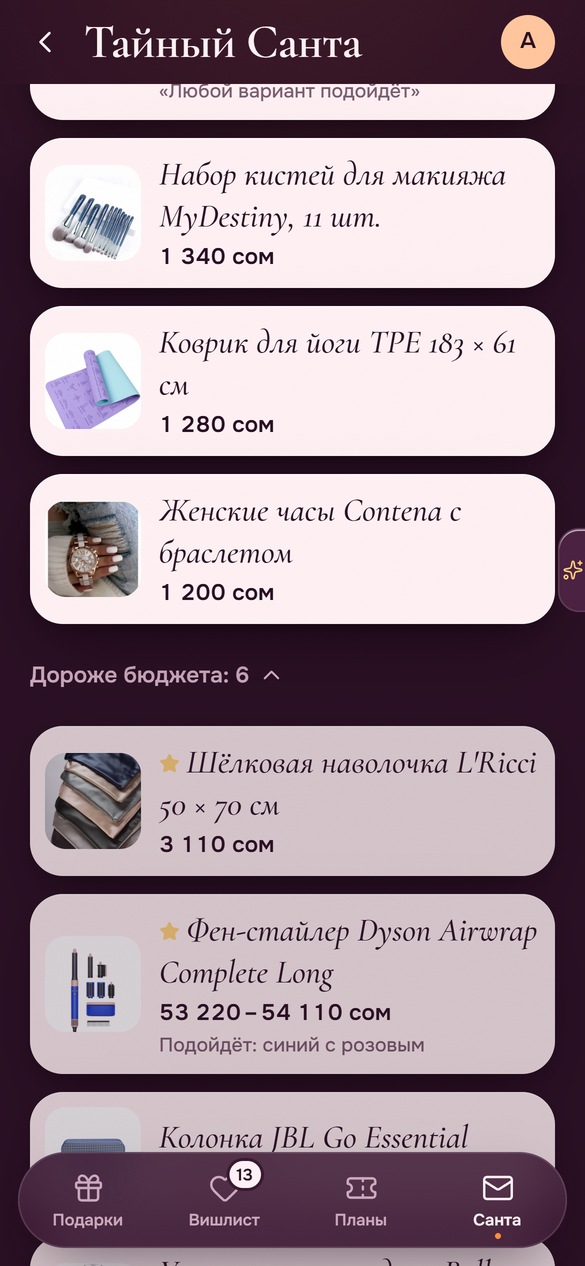 Тайный Санта
A
«Любой вариант подойдёт»
Набор кистей для макияжа
MyDestiny, 11 шт.
1 340 сом
Коврик для йоги TPE 183 × 61
см
1 280 сом
Женские часы Contena с
браслетом
1 200 сом
Дороже бюджета: 6
Шёлковая наволочка L'Ricci
50 × 70 см
3 110 сом
Фен-стайлер Dyson Airwrap
Complete Long
53 220–54 110 сом
Подойдёт: синий с розовым
Колонка JBL Go Essential
13
Подарки
Вишлист
Планы
Санта